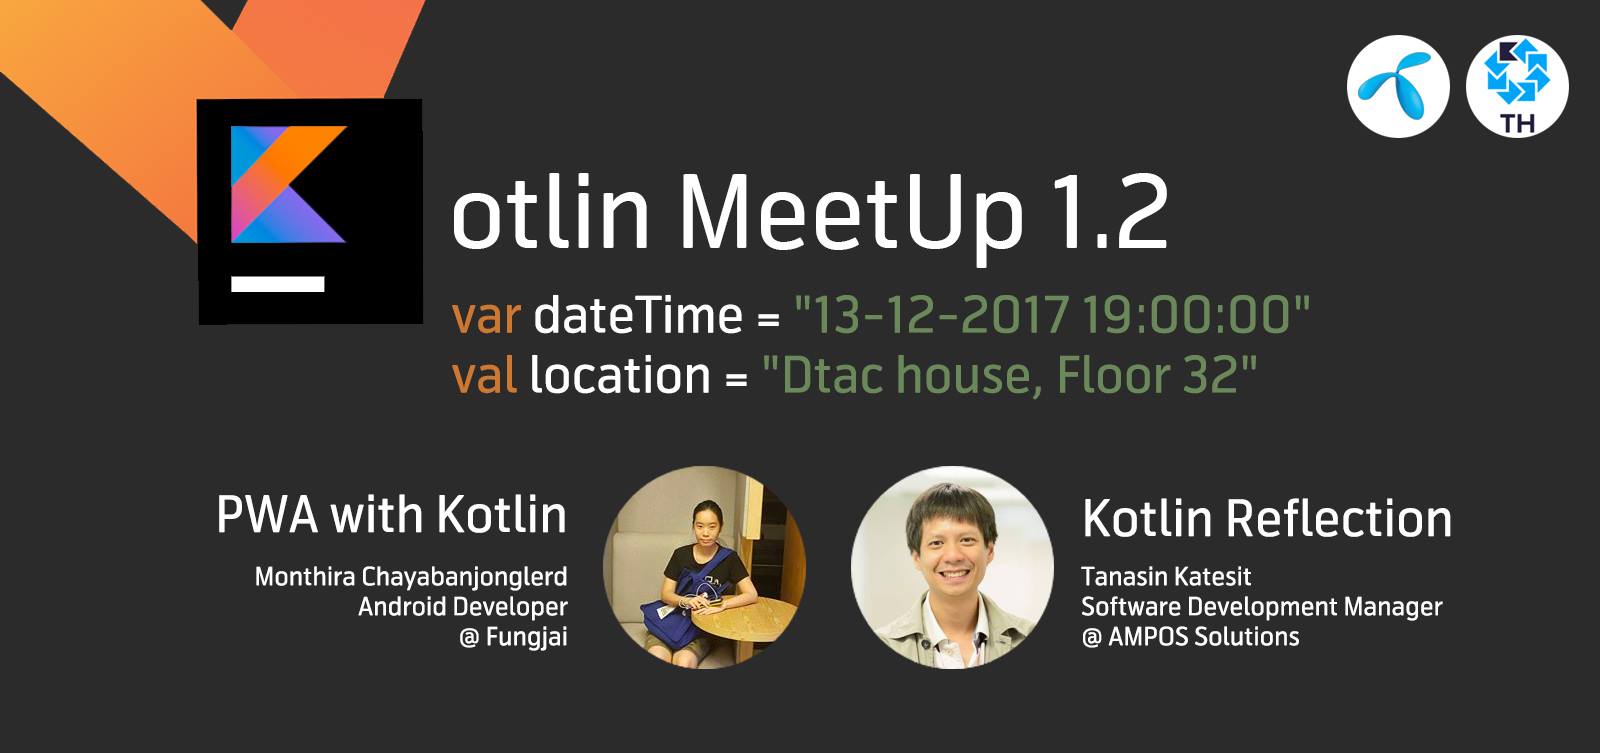 TH
Kotlin MeetUp 1.2
var dateTime = "13-12-2017 19:00:00"
val location = "Dtac house, Floor 32"
PWA with Kotlin
Monthira Chayabanjonglerd
Android Developer
@ Fungjai
Kotlin Reflection
Tanasin Katesit
Software Development Manager
@ AMPOS Solutions